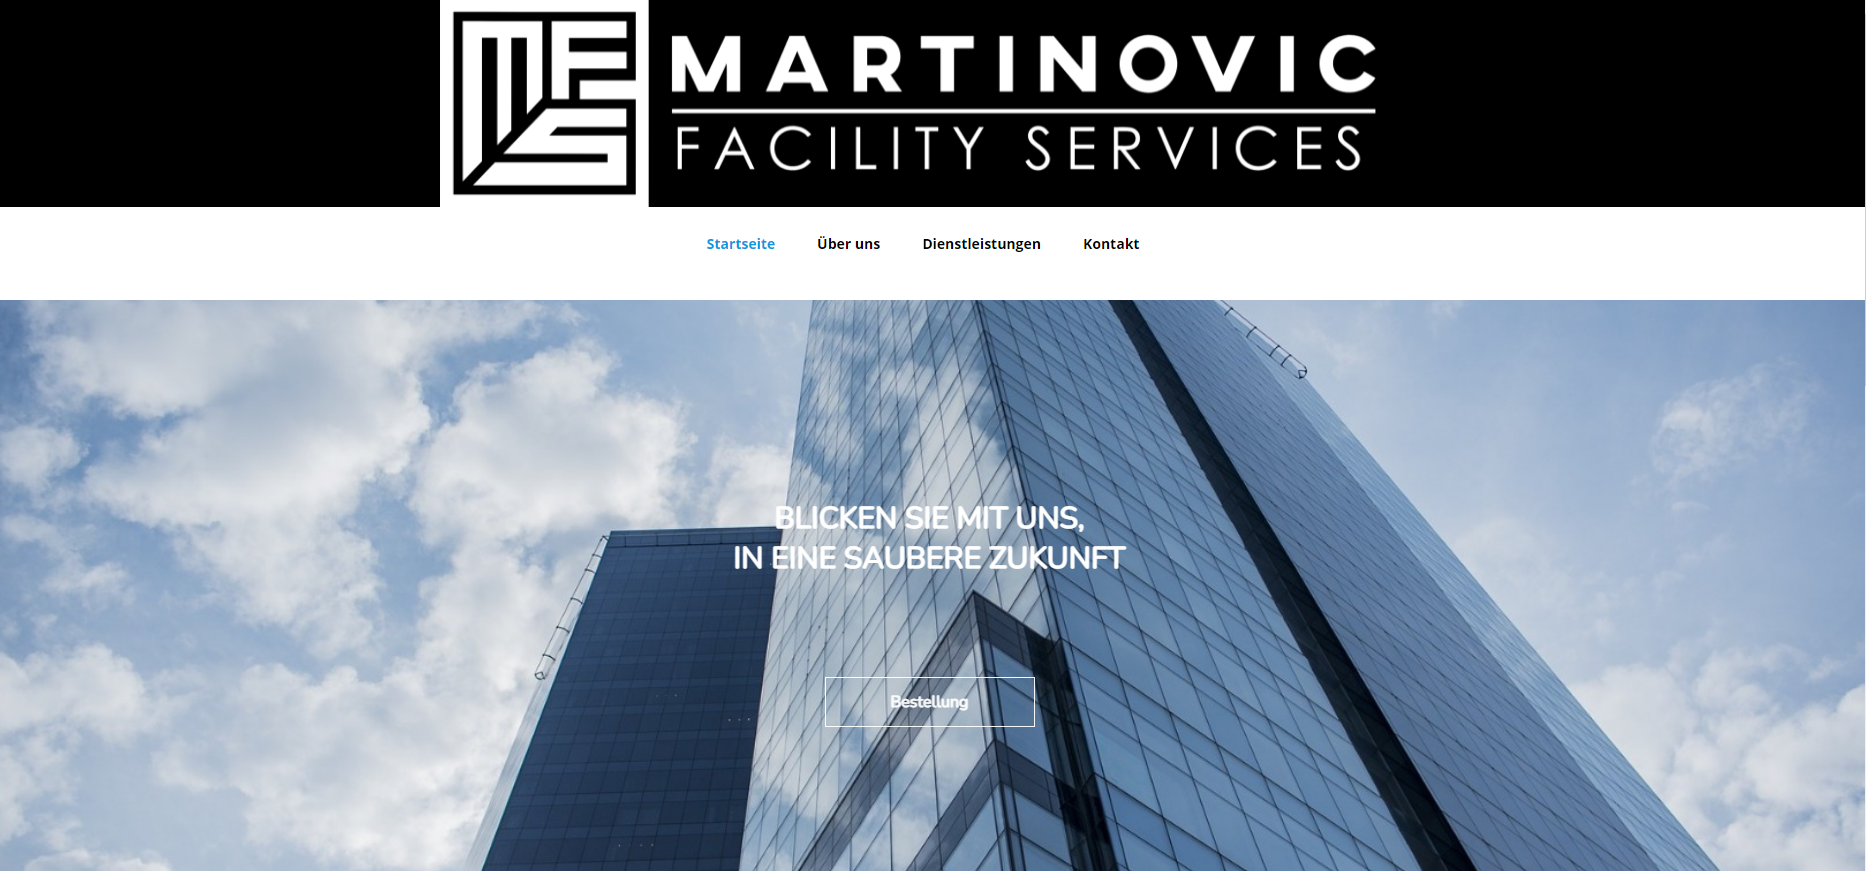 MFS
MARTINOVIC
FACILITY SERVICES
Startseite Über uns Dienstleistungen Kontakt
BLICKEN SIE MIT UNS,
IN EINE SAUBERE ZUKUNFT
Bestellung